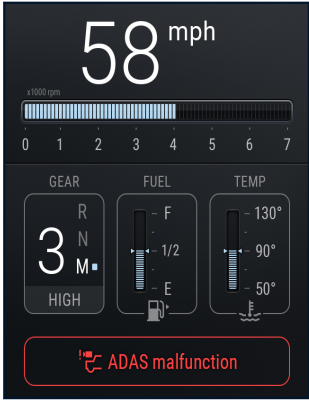 58 mph
x1000 rpm
0 1 2 3 4 5 6 7
GEAR FUEL TEMP
R
N
3 M
HIGH
F
1/2
E
130°
90°
50°
ADAS malfunction